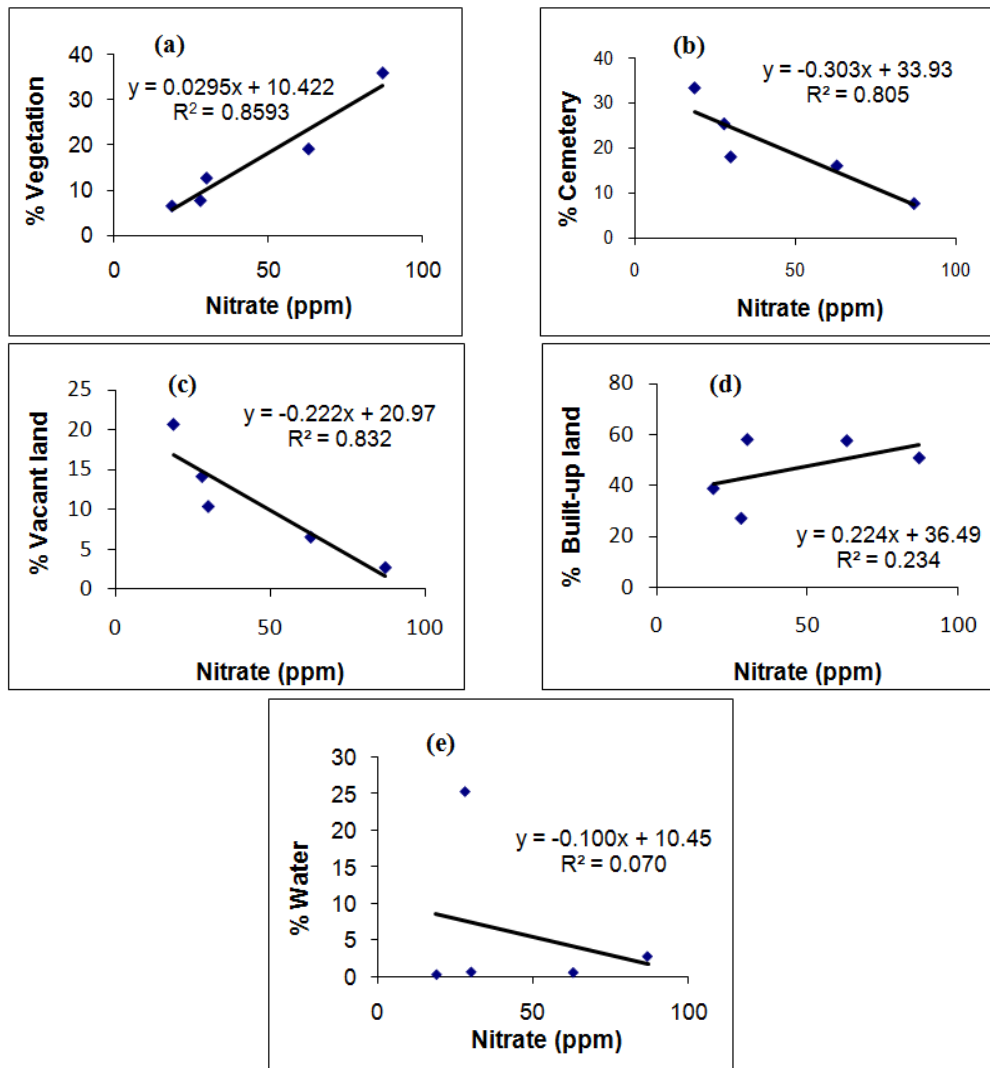 (a)
y = 0.0295x + 10.422
R² = 0.8593
40
30
20
10
0
% Vegetation
0 50 100
Nitrate (ppm)
(b)
y = -0.303x + 33.93
R² = 0.805
40
30
20
10
0
% Cemetery
0 50 100
Nitrate (ppm)
(c)
y = -0.222x + 20.97
R² = 0.832
25
20
15
10
5
0
% Vacant land
0 50 100
Nitrate (ppm)
(d)
80
60
40
20
0
% Built-up land
y = 0.224x + 36.49
R² = 0.234
0 50 100
Nitrate (ppm)
(e)
30
25
20
15
10
5
0
% Water
y = -0.100x + 10.45
R² = 0.070
0 50 100
Nitrate (ppm)